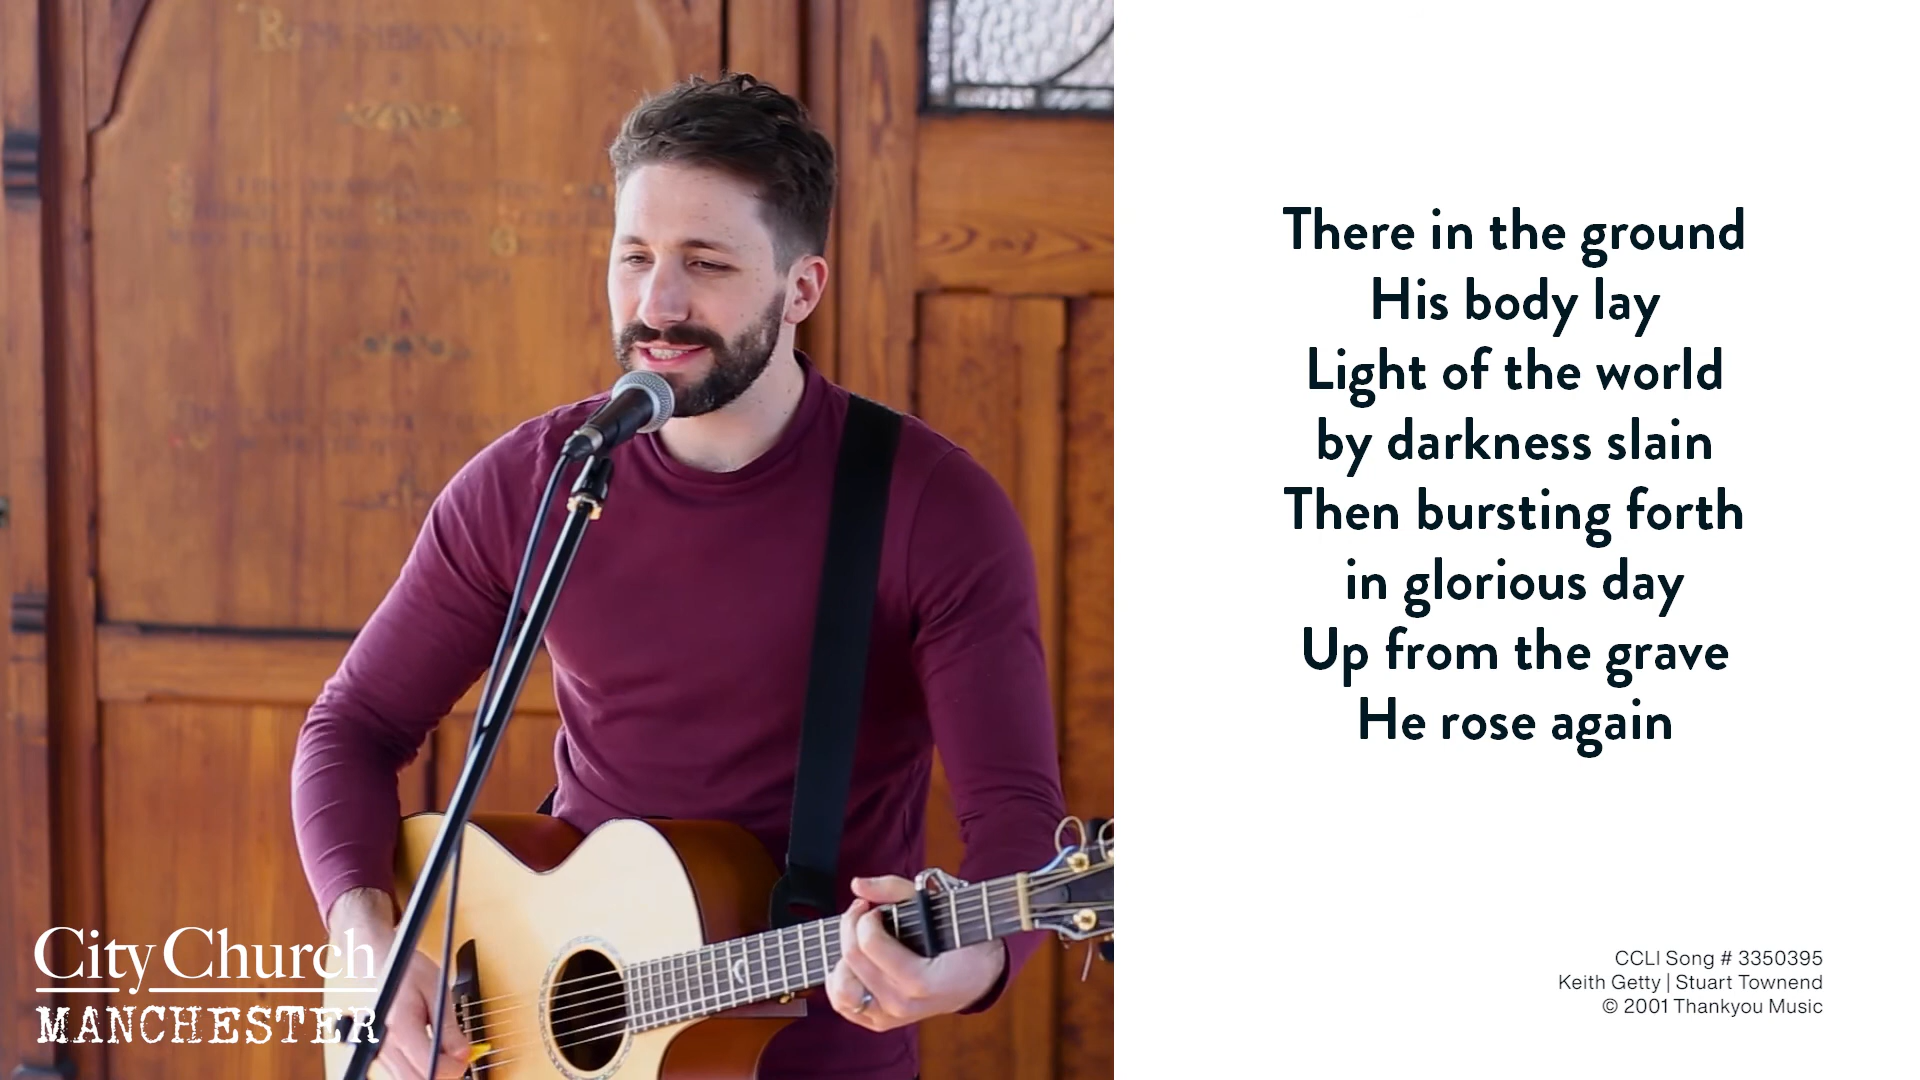 There in the ground
His body lay
Light of the world
by darkness slain
Then bursting forth
in glorious day
Up from the grave
He rose again
CCLI Song # 3350395
Keith Getty | Stuart Townend
© 2001 Thankyou Music
City Church
MANCHESTER